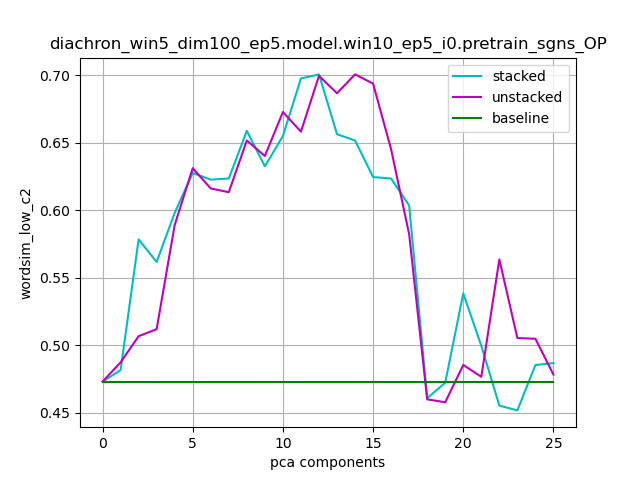 diachron_win5_dim100_ep5.model.win10_ep5_i0.pretrain_sgns_OP
stacked
unstacked
baseline
wordsim_low_c2
0.70
0.65
0.60
0.55
0.50
0.45
0
5
10
15
20
25
pca components